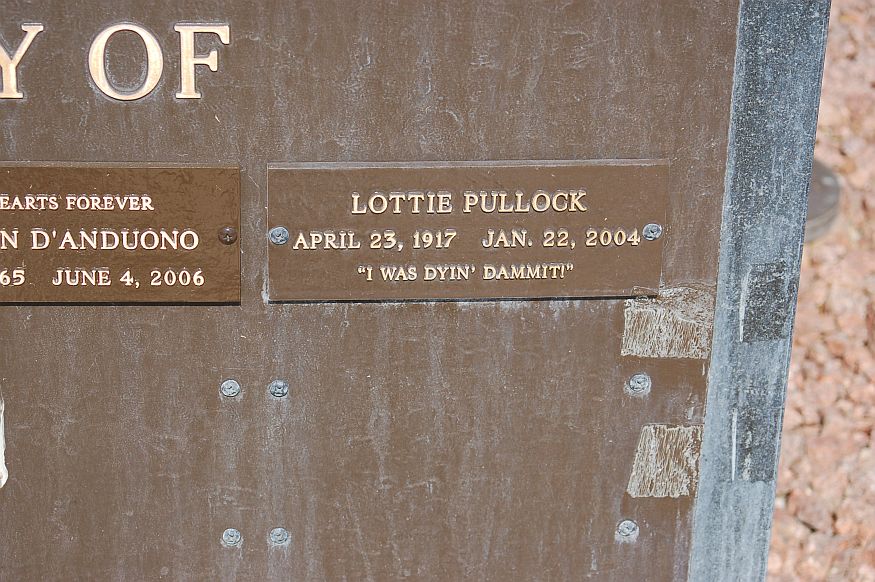 Y OF
EARTS FOREVER
N D'ANDUONO
65 JUNE 4, 2006
LOTTIE PULLOCK
APRIL 23, 1917 JAN. 22, 2004
"I WAS DYIN' DAMMIT!"